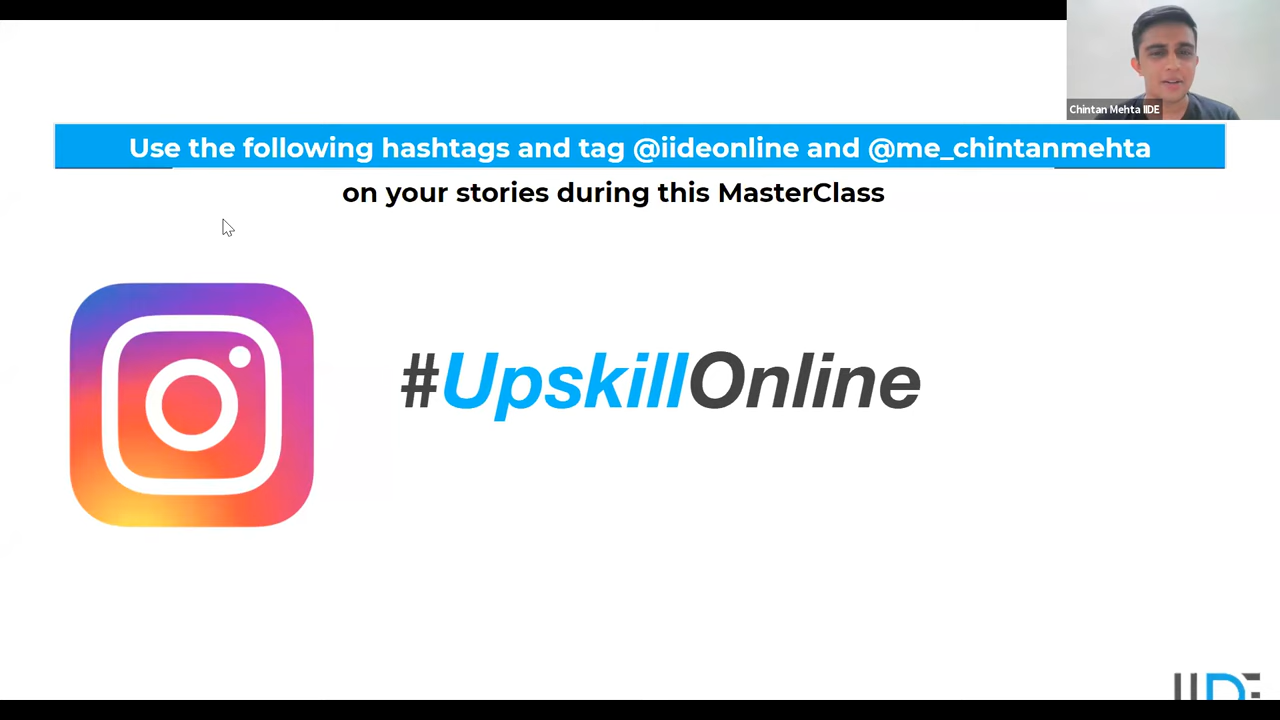 Chintan Mehta IIDE
Use the following hashtags and tag @iideonline and @me_chintanmehta
on your stories during this MasterClass
#UpskillOnline
IIDE